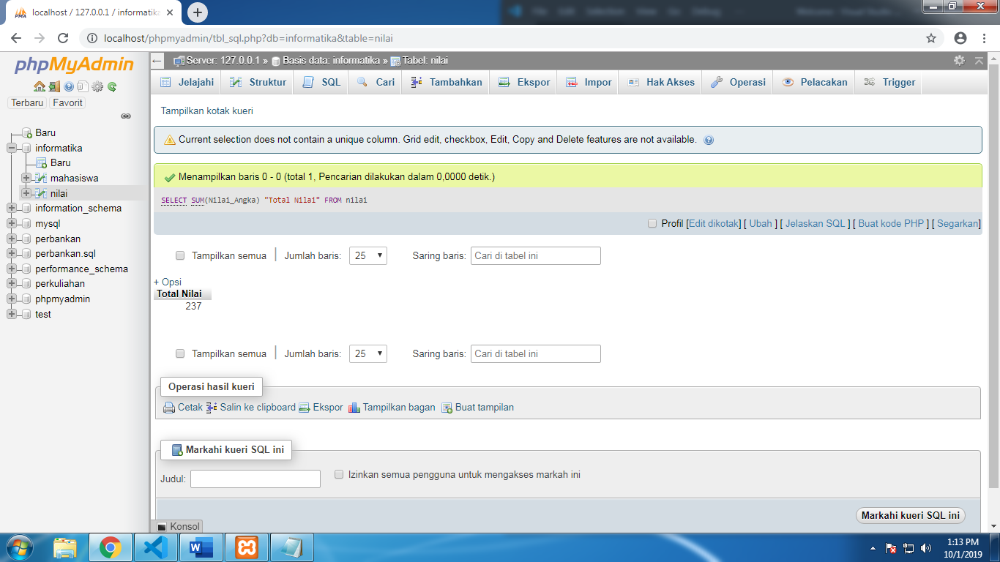 localhost / 127.0.0.1 / informatika
localhost/phpmyadmin/tbl_sql.php?db=informatika&table=nilai
phpMyAdmin
Terbaru Favorit
Baru
informatika
Baru
mahasiswa
nilai
information_schema
mysql
perbankan
perbankan.sql
performance_schema
perkuliahan
phpmyadmin
test
Server: 127.0.0.1 » Basis data: informatika » Tabel: nilai
Jelajahi Struktur SQL Cari Tambahkan Ekspor Impor Hak Akses Operasi Pelacakan Trigger
Tampilkan kotak kueri
Current selection does not contain a unique column. Grid edit, checkbox, Edit, Copy and Delete features are not available.
Menampilkan baris 0 - 0 (total 1, Pencarian dilakukan dalam 0,0000 detik.)
SELECT SUM(Nilai_Angka) "Total Nilai" FROM nilai
Profil [Edit dikotak] [ Ubah ] [ Jelaskan SQL ] [ Buat kode PHP ] [ Segarkan]
Tampilkan semua | Jumlah baris: 25 Saring baris: Cari di tabel ini
+ Opsi
Total Nilai
237
Tampilkan semua | Jumlah baris: 25 Saring baris: Cari di tabel ini
Operasi hasil kueri
Cetak Salin ke clipboard Ekspor Tampilkan bagan Buat tampilan
Markahi kueri SQL ini
Judul: Izinkan semua pengguna untuk mengakses markah ini
Markahi kueri SQL ini
Konsol
1:13 PM
10/1/2019